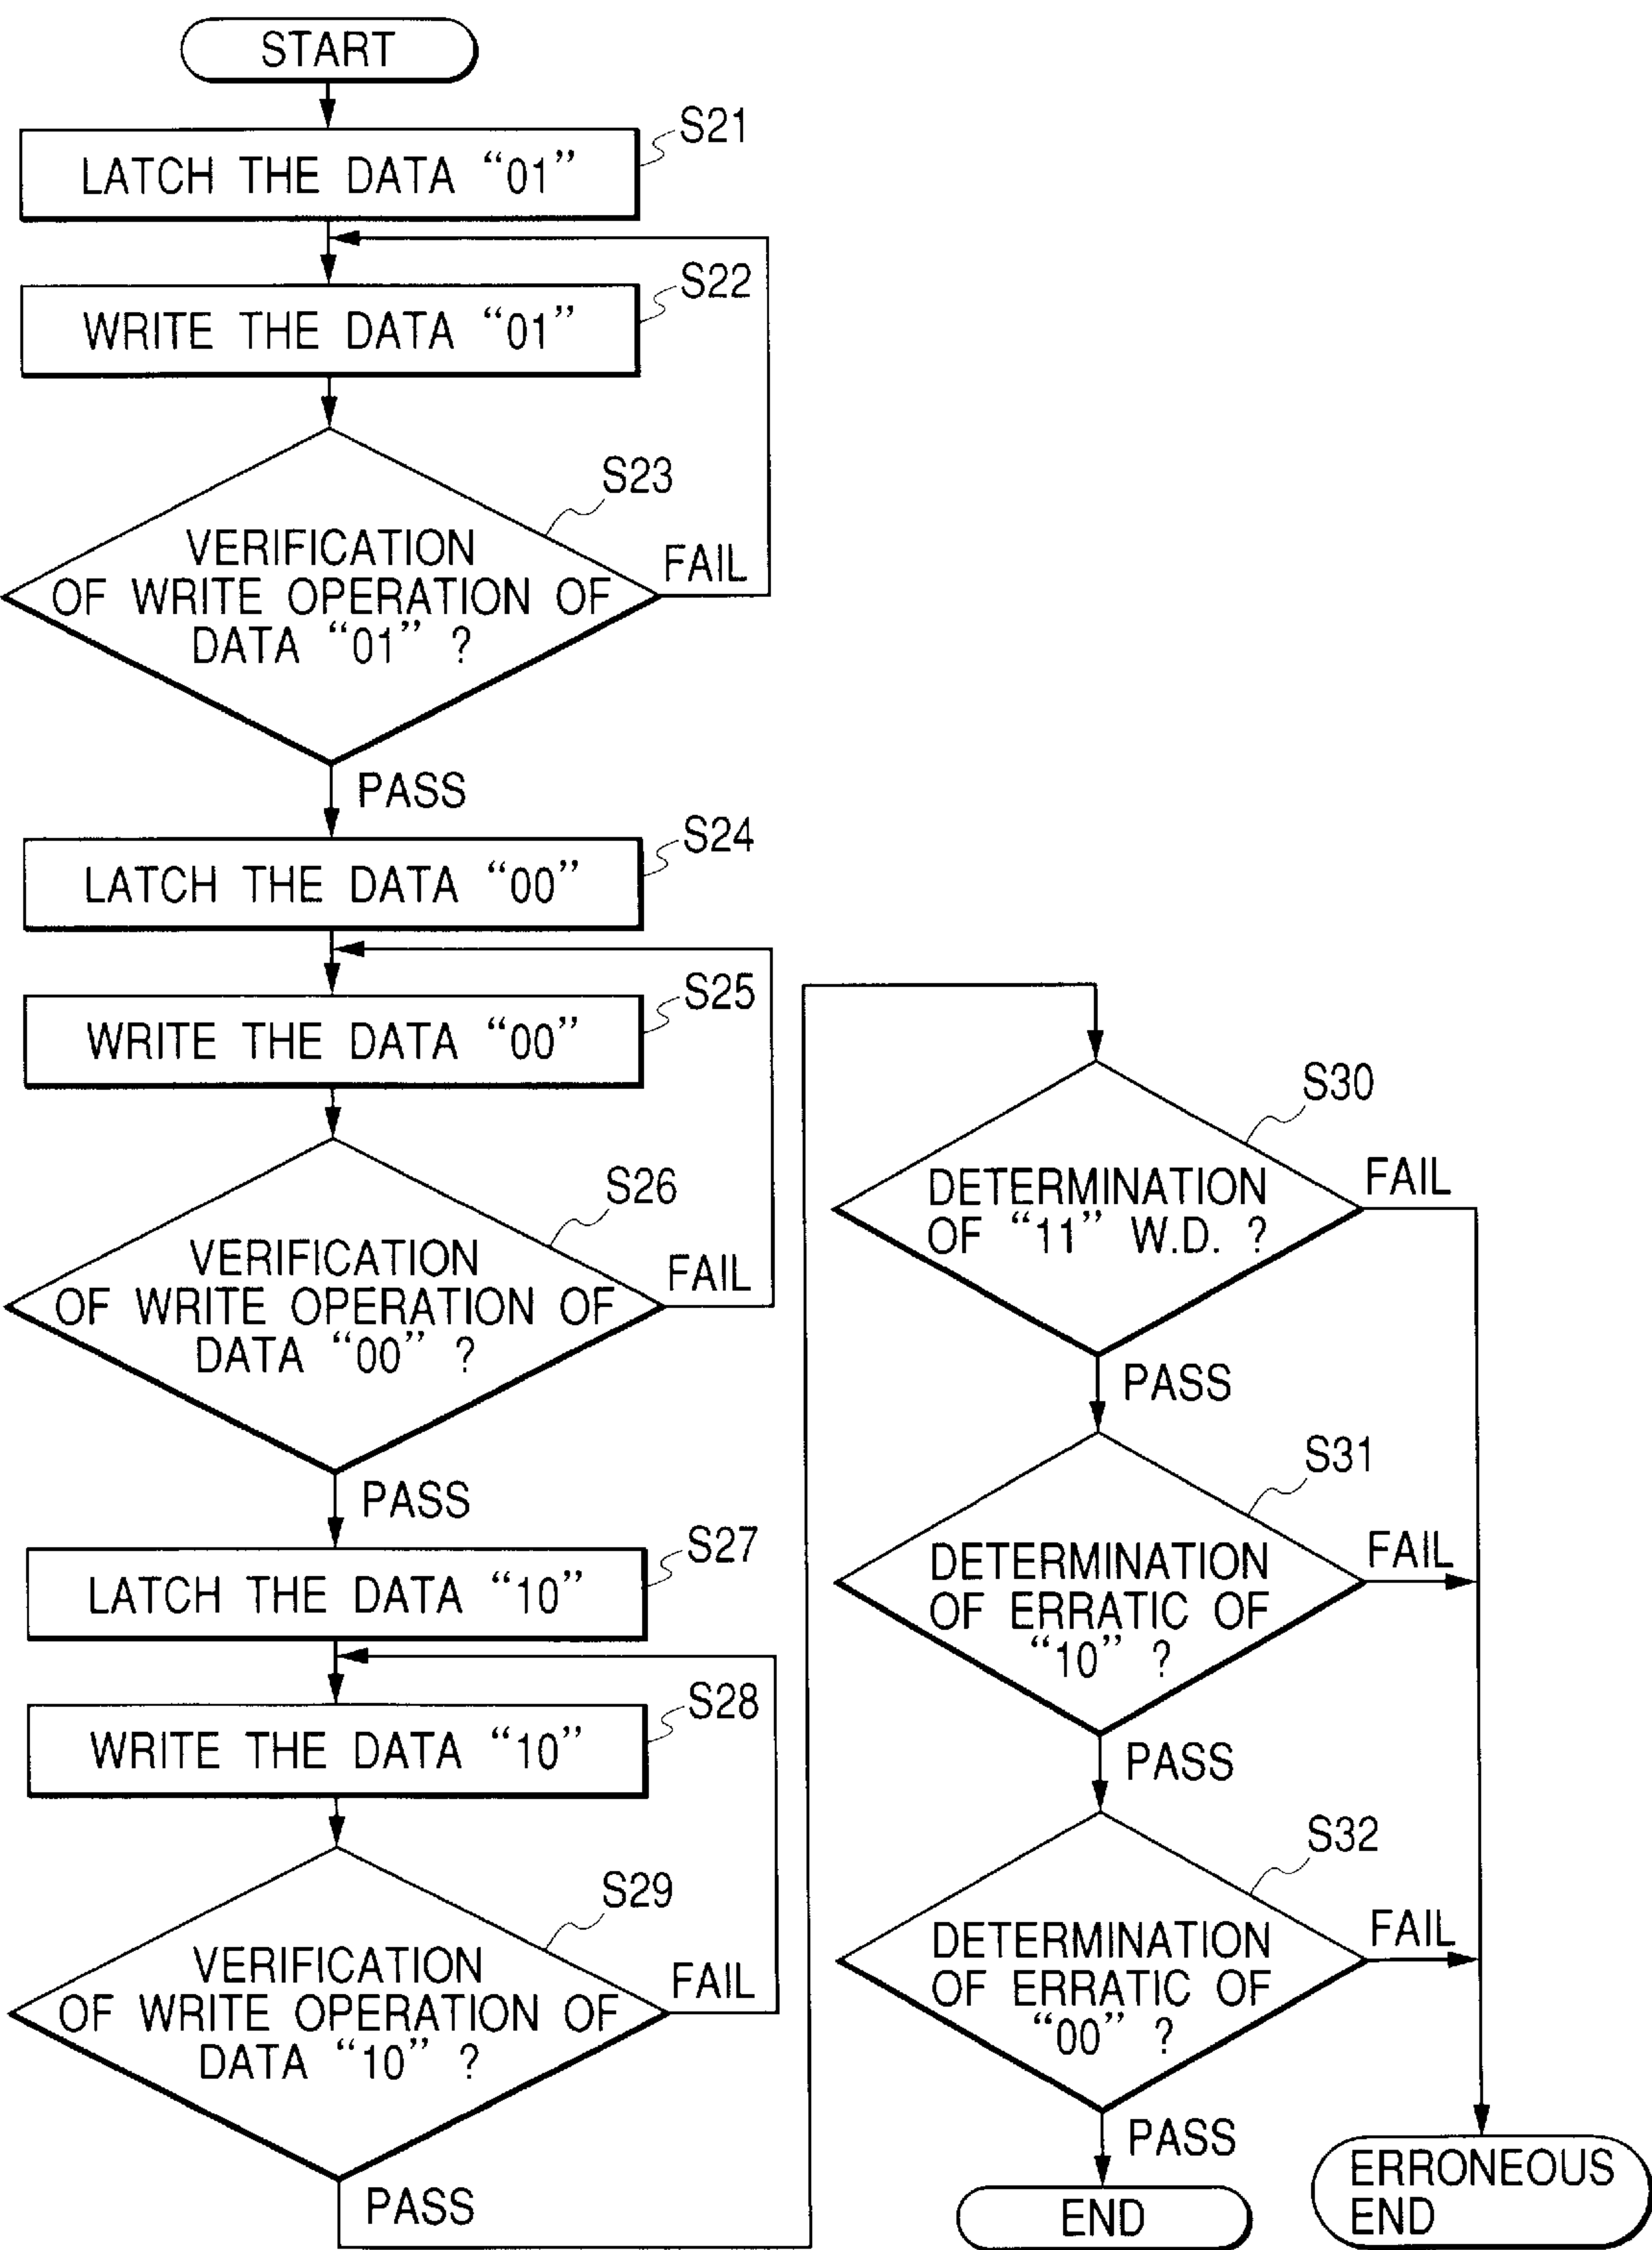 START
S21
LATCH THE DATA “01”
S22
WRITE THE DATA “01”
S23
VERIFICATION
OF WRITE OPERATION OF
DATA “01” ?
FAIL
PASS
S24
LATCH THE DATA “00”
S25
WRITE THE DATA “00”
S26
VERIFICATION
OF WRITE OPERATION OF
DATA “00” ?
FAIL
PASS
S27
LATCH THE DATA “10”
S28
WRITE THE DATA “10”
S29
VERIFICATION
OF WRITE OPERATION OF
DATA “10” ?
FAIL
PASS
S30
DETERMINATION
OF “11” W.D. ?
FAIL
PASS
S31
DETERMINATION
OF ERRATIC OF
“10” ?
FAIL
PASS
S32
DETERMINATION
OF ERRATIC OF
“00” ?
FAIL
PASS
END
ERRONEOUS
END